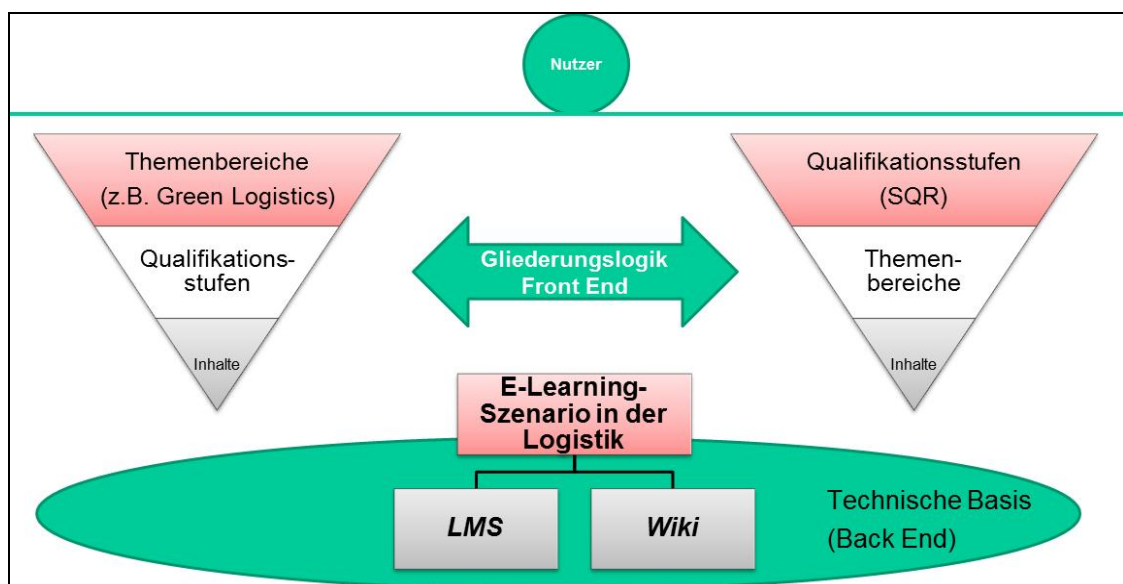 Nutzer
Themenbereiche
(z.B. Green Logistics)
Qualifikations-
stufen
Inhalte
Gliederungslogik
Front End
Qualifikationsstufen
(SQR)
Themen-
bereiche
Inhalte
E-Learning-
Szenario in der
Logistik
LMS
Wiki
Technische Basis
(Back End)